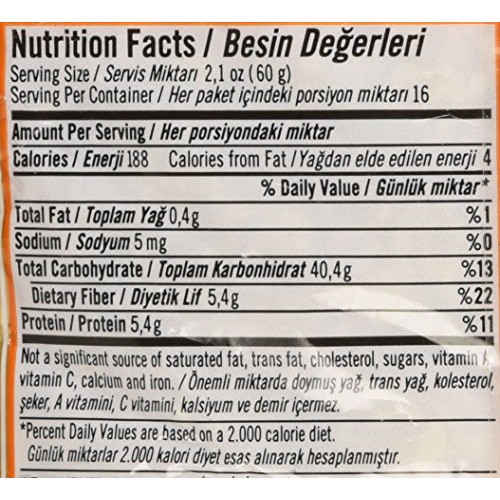 Nutrition Facts / Besin Değerleri
Serving Size / Servis Miktarı 2,1 oz (60 g)
Serving Per Container / Her paket içindeki porsiyon miktarı 16
Amount Per Serving / Her porsiyondaki miktar
Calories / Enerji 188 Calories from Fat / Yağdan elde edilen enerji 4
% Daily Value / Günlük miktar*
Total Fat / Toplam Yağ 0,4g %1
Sodium / Sodyum 5 mg %0
Total Carbohydrate / Toplam Karbonhidrat 40,4g %13
Dietary Fiber / Diyetik Lif 5,4g %22
Protein / Protein 5,4g %11
Not a significant source of saturated fat, trans fat, cholesterol, sugars, vitamin A
vitamin C, calcium and iron. / Önemli miktarda doymuş yağ, trans yağ, kolesterol,
şeker, A vitamini, C vitamini, kalsiyum ve demir içermez.
*Percent Daily Values are based on a 2.000 calorie diet.
Günlük miktarlar 2.000 kalori diyet esas alınarak hesaplanmıştır.